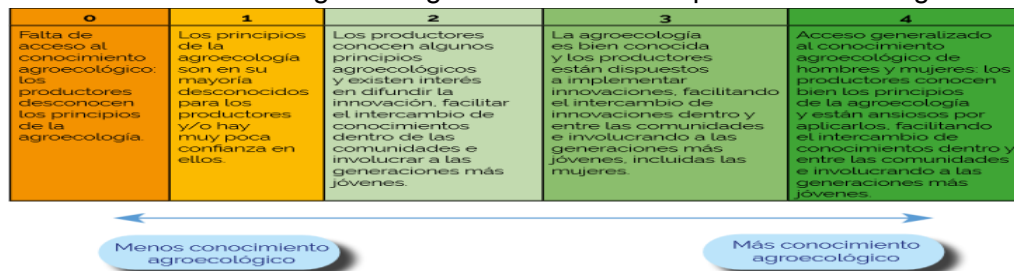 0
Falta de
acceso al
conocimiento
agroecológico:
los
productores
desconocen
los principios
de la
agroecología.
1
Los principios
de la
agroecología
son en su
mayoría
desconocidos
para los
productores
y/o hay
muy poca
confianza en
ellos.
2
Los productores
conocen algunos
principios
agroecológicos
y existen interés
en difundir la
innovación, facilitar
el intercambio de
conocimientos
dentro de las
comunidades e
involucrar a las
generaciones más
jóvenes.
3
La agroecología
es bien conocida
y los productores
están dispuestos
a implementar
innovaciones, facilitando
el intercambio de
innovaciones dentro y
entre las comunidades
e involucrando a las
generaciones más
jóvenes, incluidas las
mujeres.
4
Acceso generalizado
al conocimiento
agroecológico de
hombres y mujeres: los
productores conocen
bien los principios
de la agroecología
y están ansiosos por
aplicarlos, facilitando
el intercambio de
conocimientos dentro y
entre las comunidades
e involucrando a las
generaciones más
jóvenes.
Menos conocimiento
agroecológico
Más conocimiento
agroecológico